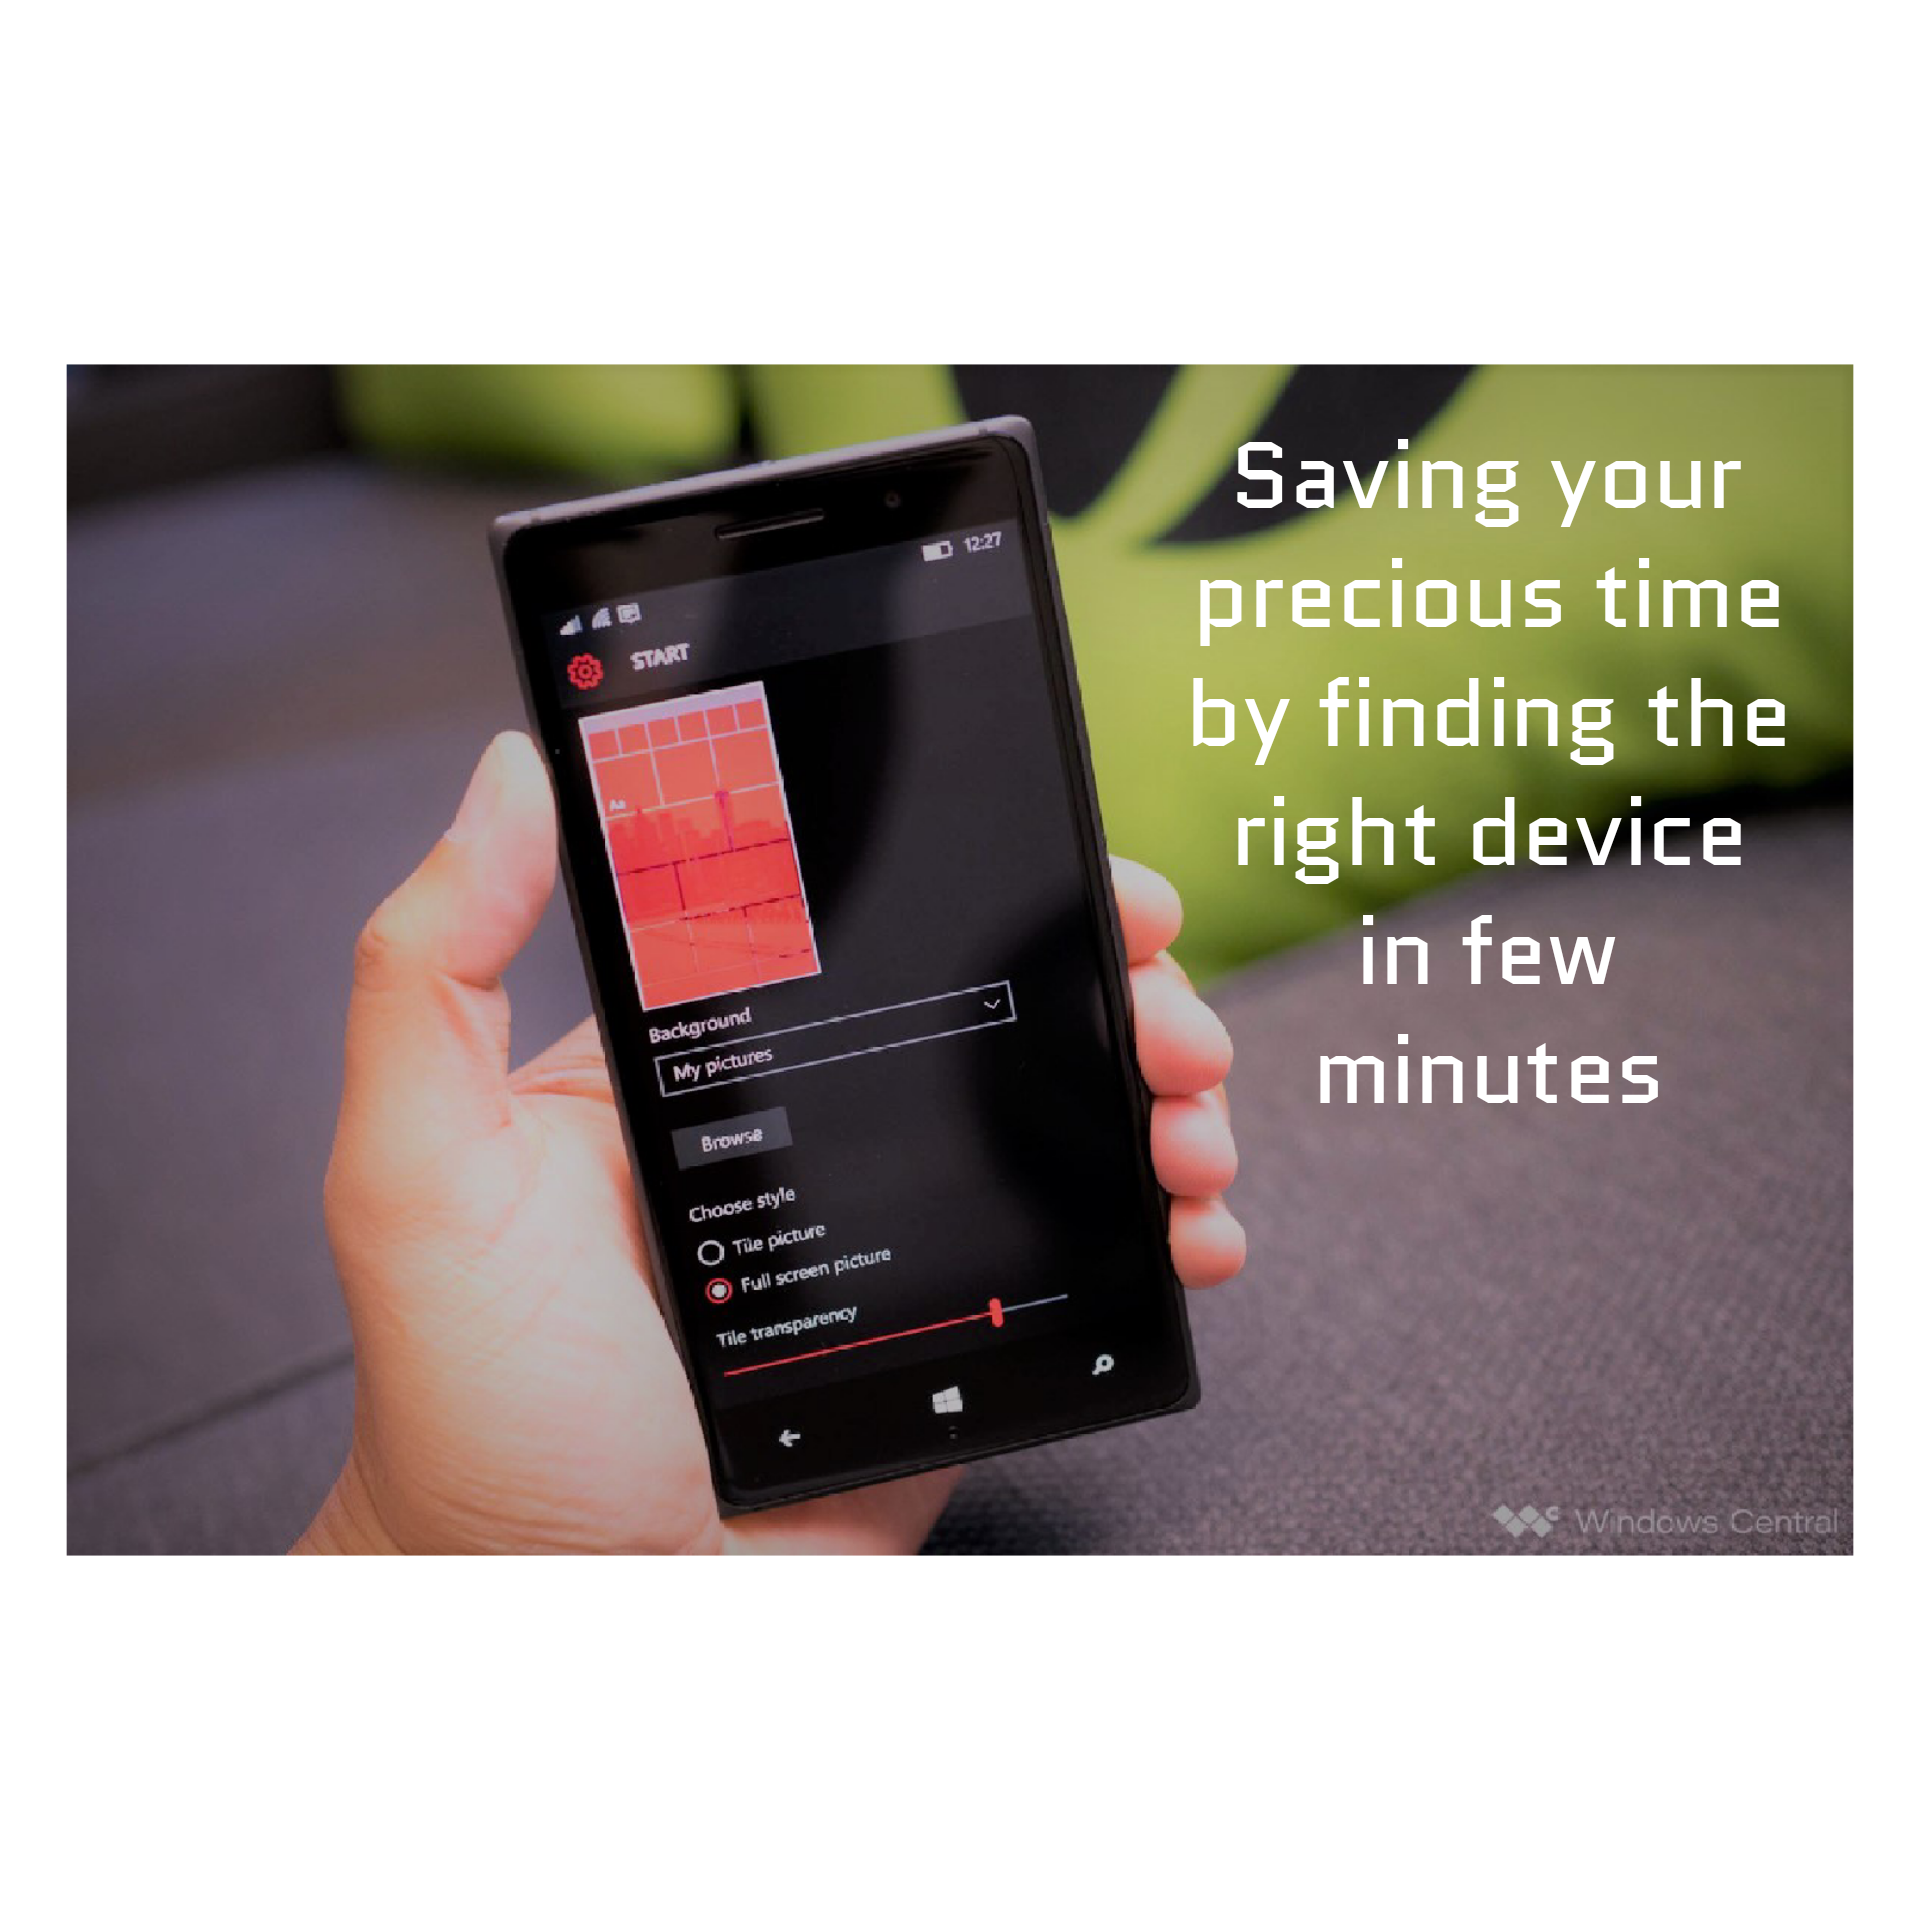 Saving your
precious time
by finding the
right device
in few
minutes
12:27
START
Aa
Background
My pictures
Browse
Choose style
Tile picture
Full screen picture
Tile transparency
Windows Central